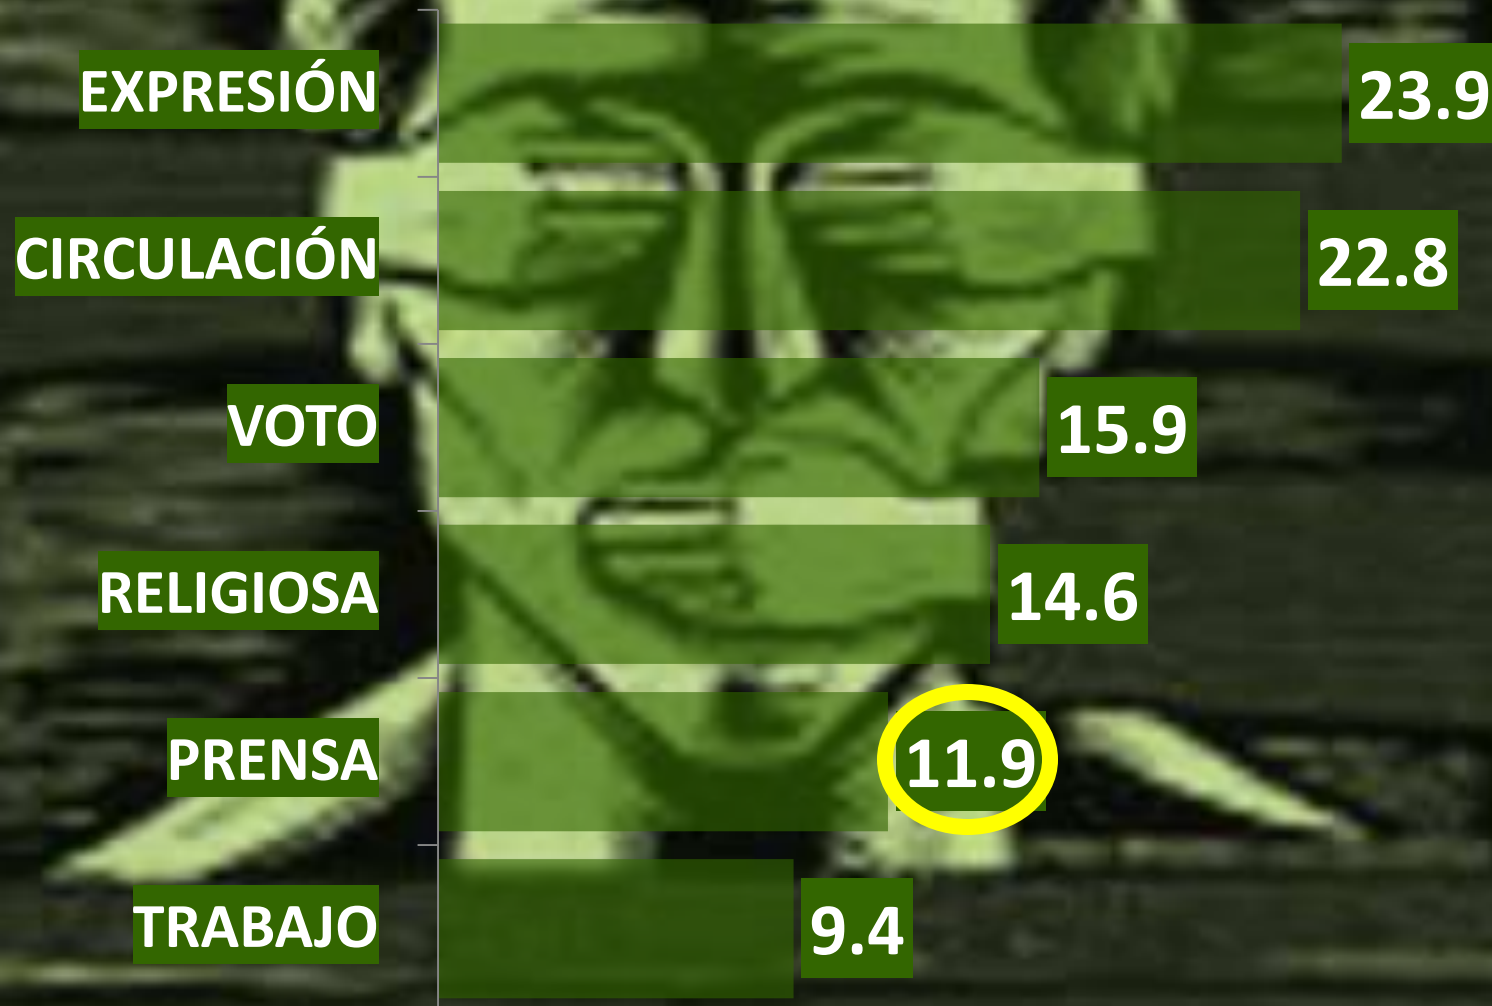 EXPRESIÓN 23.9
CIRCULACIÓN 22.8
VOTO 15.9
RELIGIOSA 14.6
PRENSA 11.9
TRABAJO 9.4